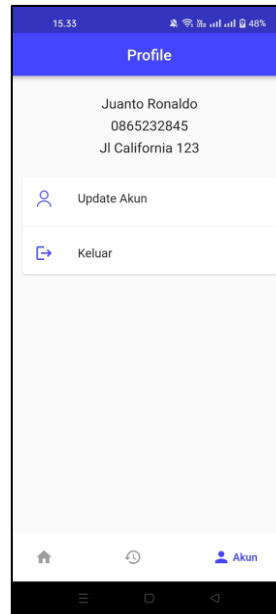 15.33
48%
Profile
Juanto Ronaldo
0865232845
Jl California 123
Update Akun
Keluar
Akun